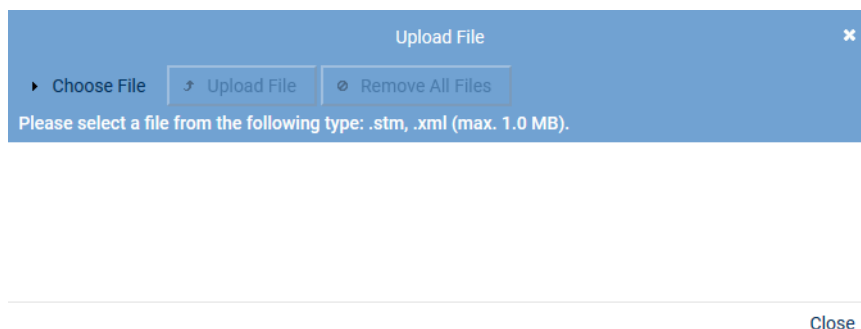 Upload File
Choose File Upload File Remove All Files
Please select a file from the following type: .stm, .xml (max. 1.0 MB).
Close